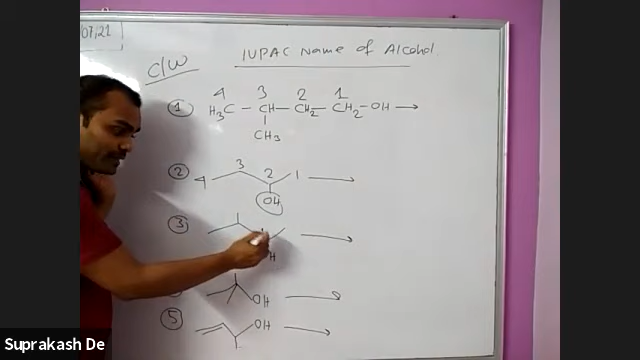 07,21
IUPAC Name of Alcohol
C/W
4 3 2 1
① H3C - CH - CH2 - CH2 - OH →
CH3
② 4 3 2 1 →
OH
③ →
H
OH →
⑤ OH →
Suprakash De